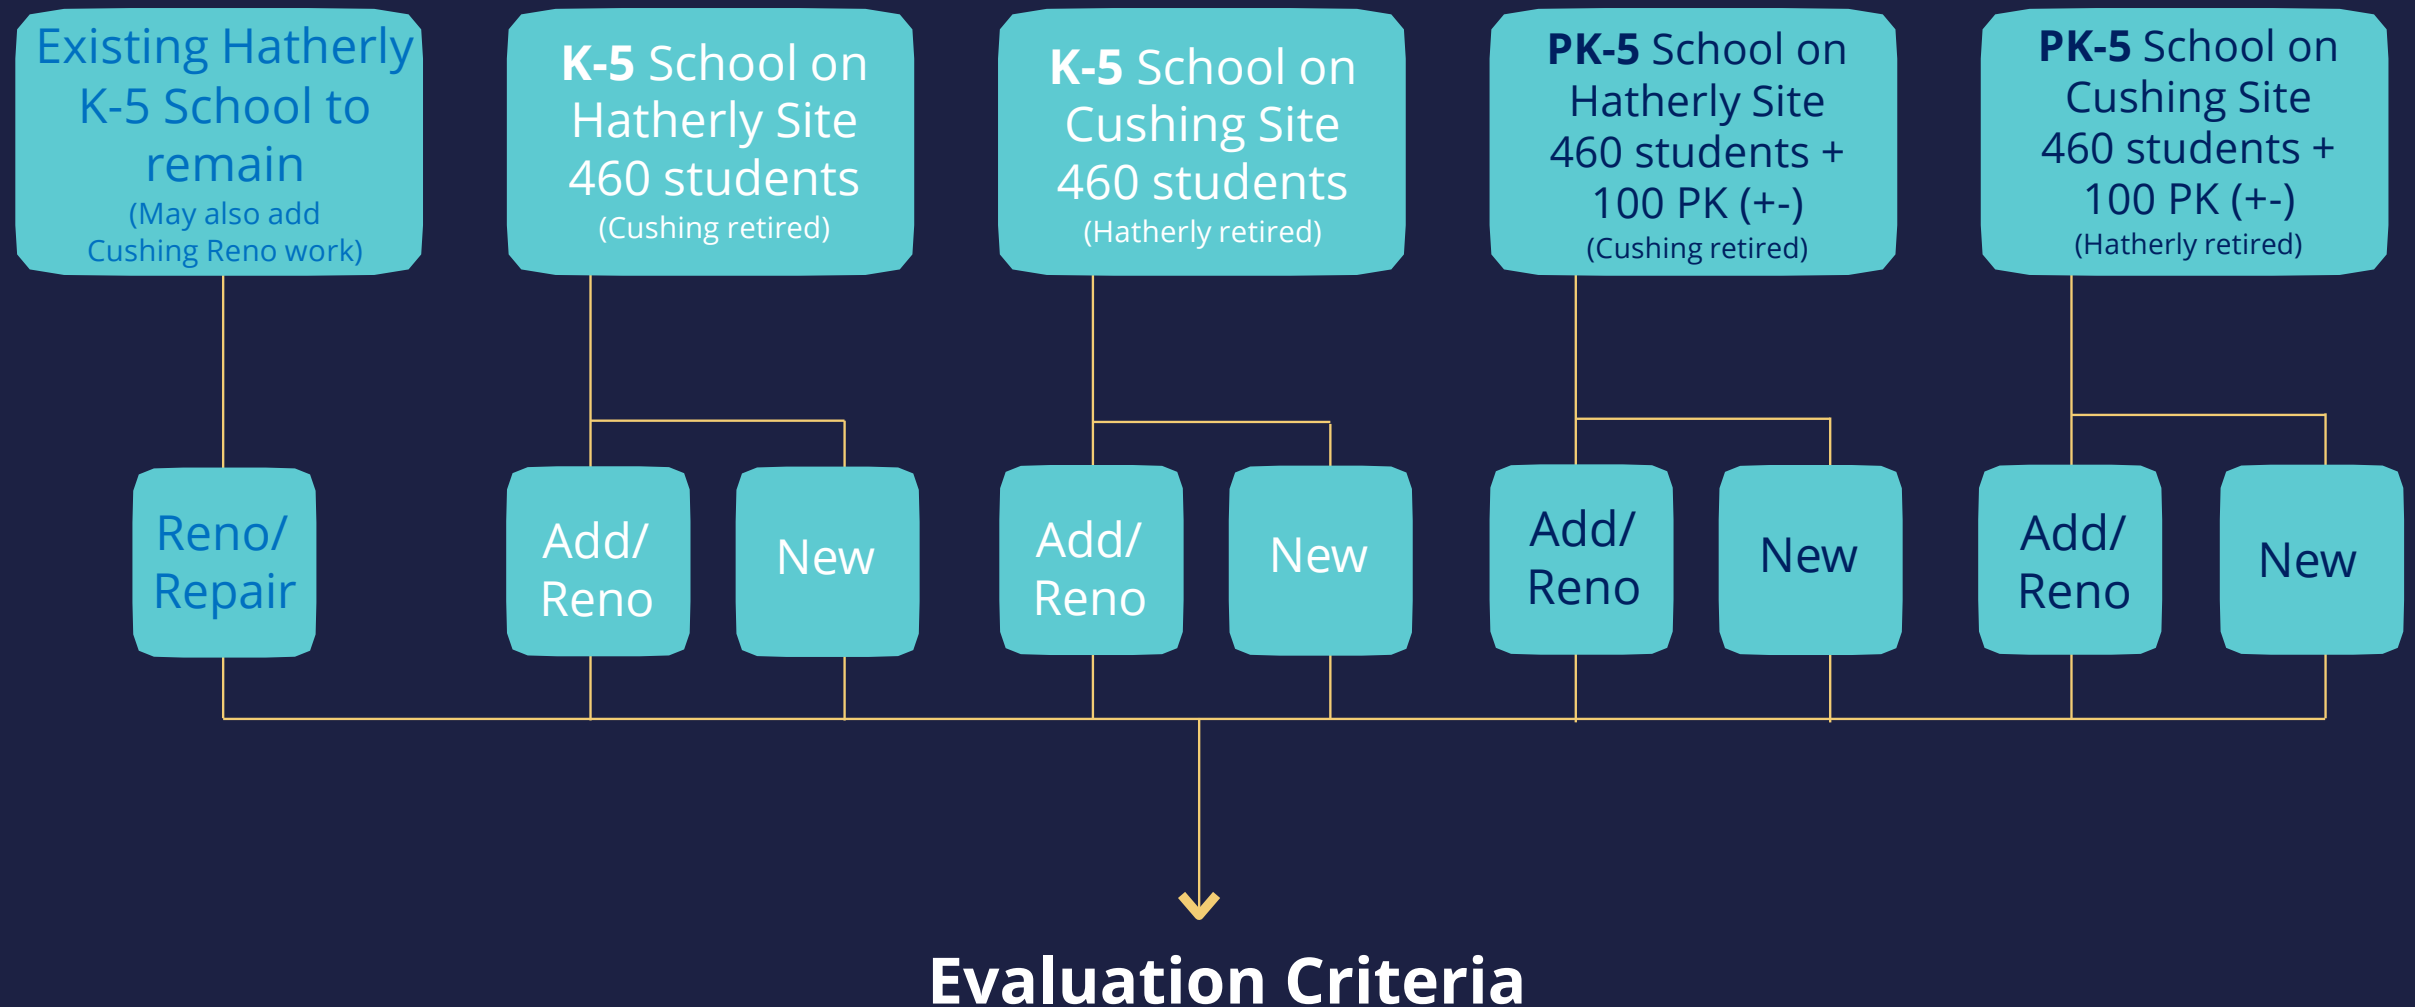 Existing Hatherly
K-5 School to
remain
(May also add
Cushing Reno work)
K-5 School on
Hatherly Site
460 students
(Cushing retired)
K-5 School on
Cushing Site
460 students
(Hatherly retired)
PK-5 School on
Hatherly Site
460 students +
100 PK (+-)
(Cushing retired)
PK-5 School on
Cushing Site
460 students +
100 PK (+-)
(Hatherly retired)
Reno/
Repair
Add/
Reno
New
Add/
Reno
New
Add/
Reno
New
Add/
Reno
New
Evaluation Criteria